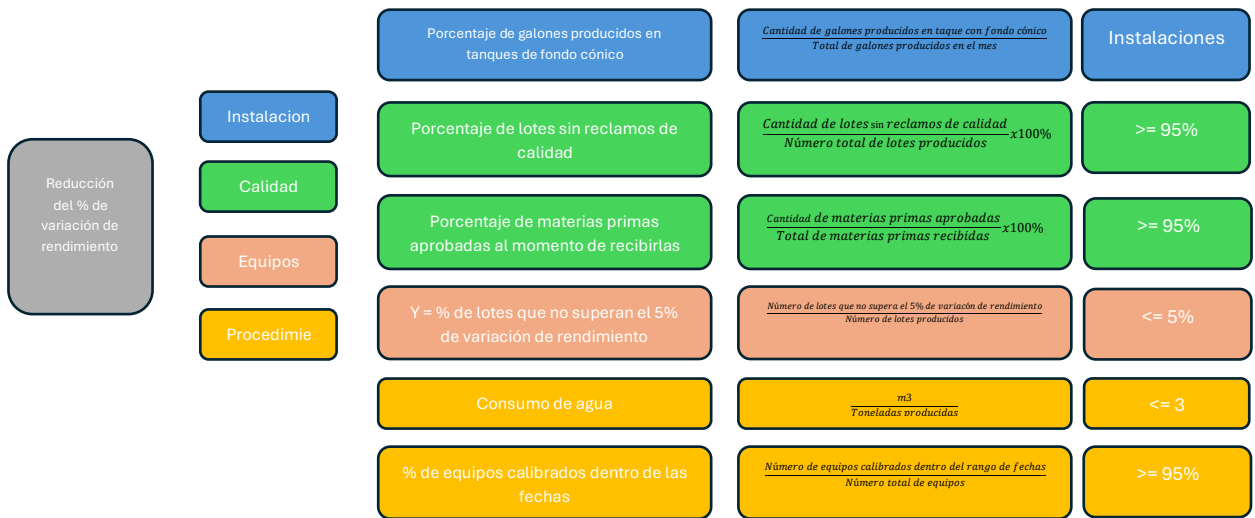 Reducción
del % de
variación de
rendimiento
Instalacion
Calidad
Equipos
Procedimie
Porcentaje de galones producidos en
tanques de fondo cónico
Cantidad de galones producidos en taque con fondo cónico
Total de galones producidos en el mes
Instalaciones
Porcentaje de lotes sin reclamos de
calidad
Cantidad de lotes sin reclamos de calidad
Número total de lotes producidos
x100%
>= 95%
Porcentaje de materias primas
aprobadas al momento de recibirlas
Cantidad de materias primas aprobadas
Total de materias primas recibidas
x100%
>= 95%
Y = % de lotes que no superan el 5%
de variación de rendimiento
Número de lotes que no supera el 5% de variacón de rendimiento
Número de lotes producidos
<= 5%
Consumo de agua
m3
Toneladas producidas
<= 3
% de equipos calibrados dentro de las
fechas
Número de equipos calibrados dentro del rango de fechas
Número total de equipos
>= 95%